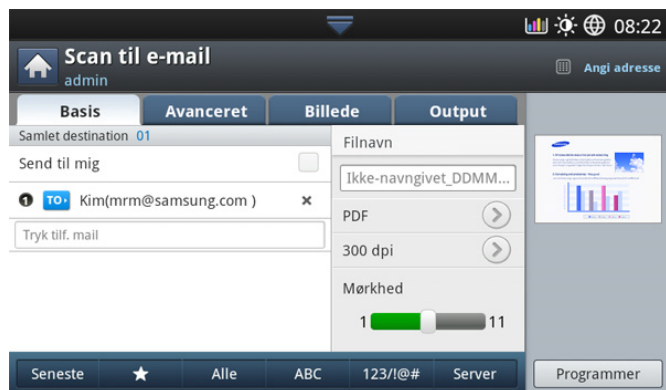 08:22
Scan til e-mail
admin
Angi adresse
Basis
Avanceret
Billede
Output
Samlet destination 01
Send til mig
1 TO Kim(mrm@samsung.com )
Tryk tilf. mail
Filnavn
Ikke-navngivet_DDMM...
PDF
300 dpi
Mørkhed
1 11
Seneste
Alle
ABC
123/!@#
Server
Programmer